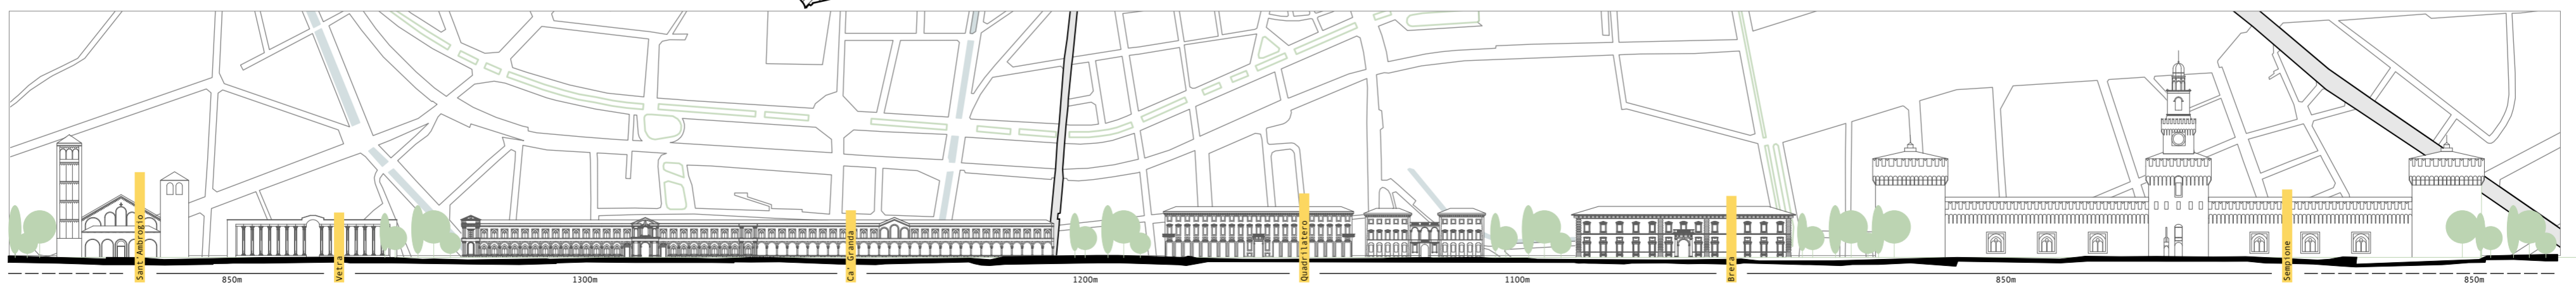 Sant'Ambrogio
850m
Vetra
1300m
Ca' Granda
1200m
Quadrilatero
1100m
Brera
850m
Sempione
850m